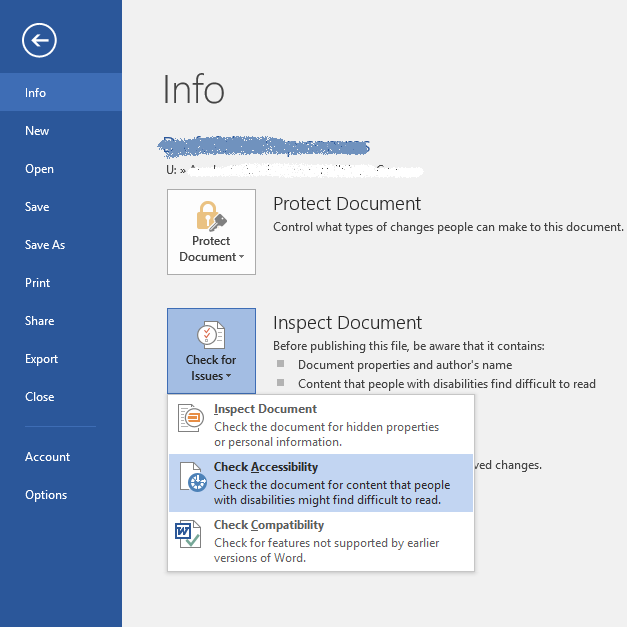 Info
New
Open
Save
Save As
Print
Share
Export
Close
Account
Options
Info
U: »
Protect
Document
Protect Document
Control what types of changes people can make to this document.
Check for
Issues
Inspect Document
Before publishing this file, be aware that it contains:
Document properties and author's name
Content that people with disabilities find difficult to read
Inspect Document
Check the document for hidden properties
or personal information.
Check Accessibility
Check the document for content that people
with disabilities might find difficult to read.
Check Compatibility
Check for features not supported by earlier
versions of Word.
changes.